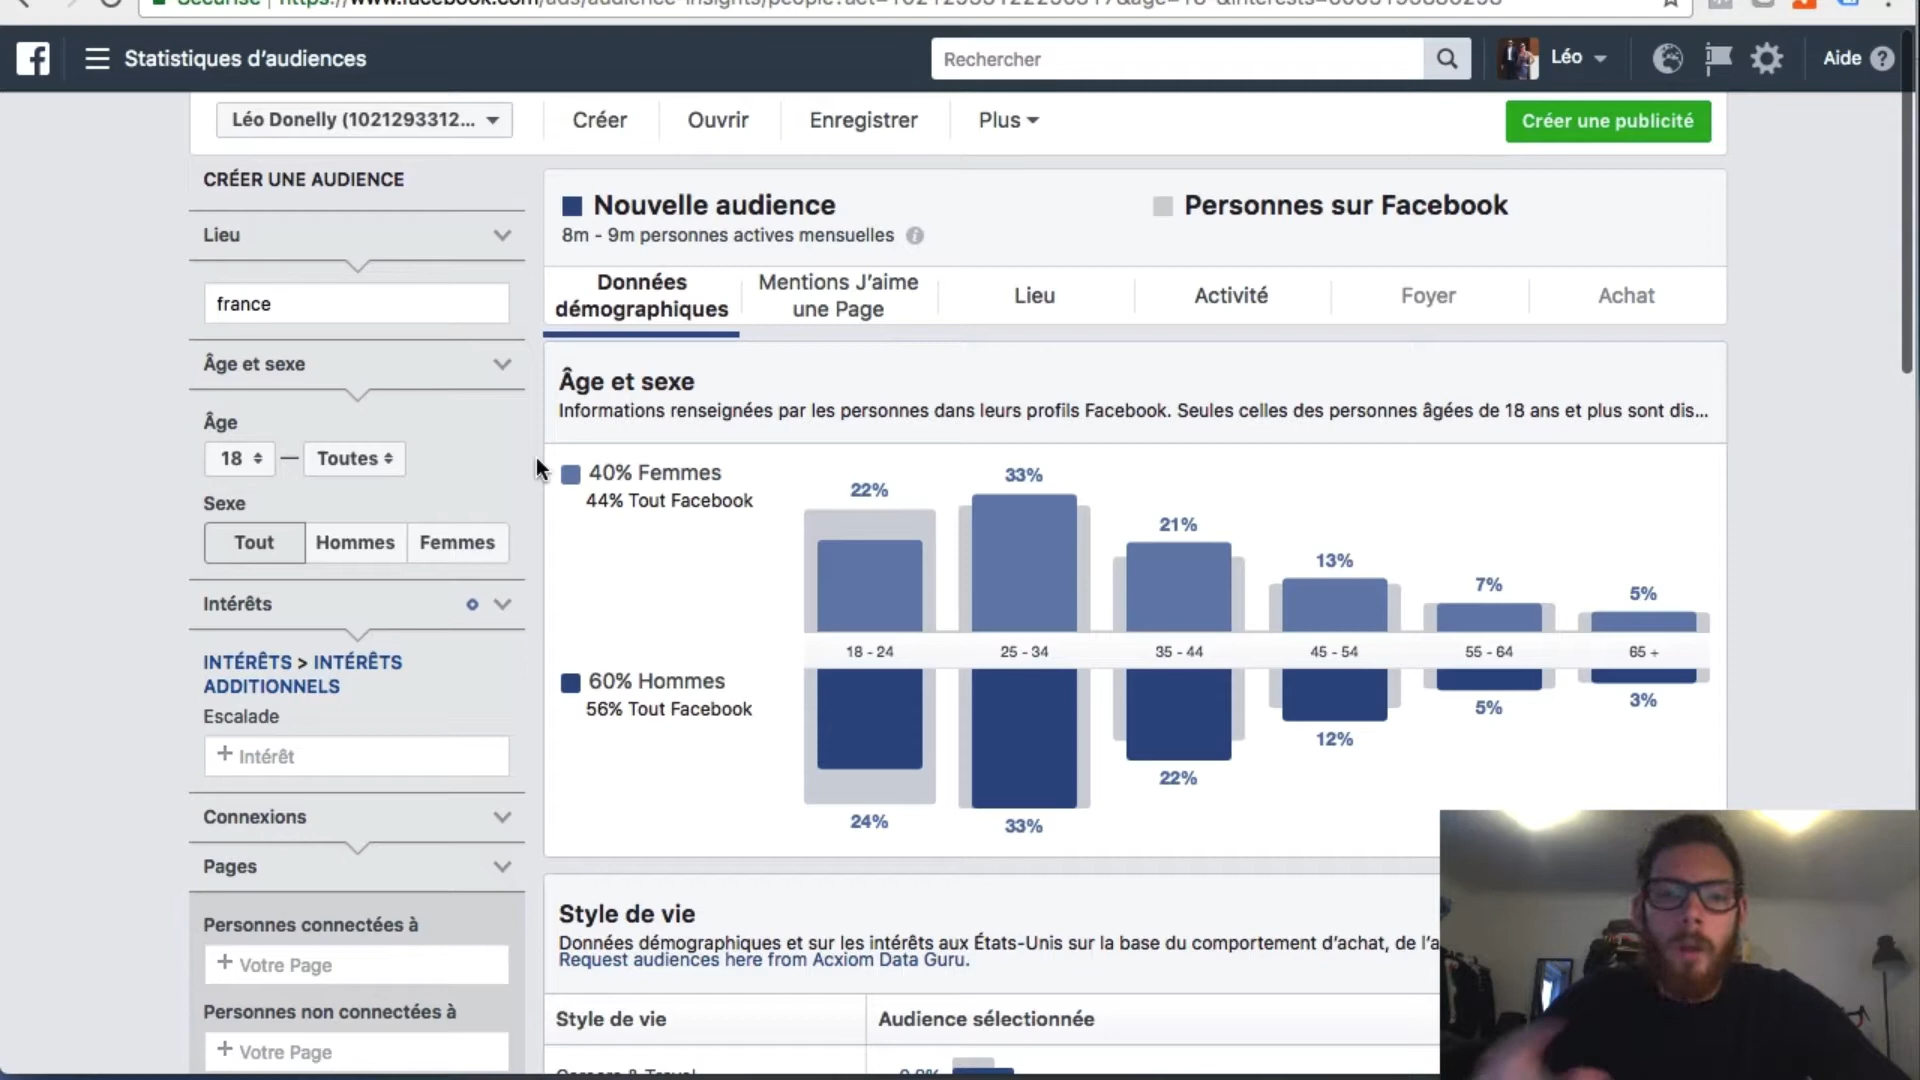 Statistiques d'audiences
Rechercher
Léo
Aide
Léo Donelly (1021293312...
Créer
Ouvrir
Enregistrer
Plus
Créer une publicité
CRÉER UNE AUDIENCE
Lieu
france
Âge et sexe
Âge
18 — Toutes
Sexe
Tout
Hommes
Femmes
Intérêts
INTÉRÊTS > INTÉRÊTS
ADDITIONNELS
Escalade
+ Intérêt
Connexions
Pages
Personnes connectées à
+ Votre Page
Personnes non connectées à
+ Votre Page
Nouvelle audience
8m - 9m personnes actives mensuelles
Personnes sur Facebook
Données
démographiques
Mentions J'aime
une Page
Lieu
Activité
Foyer
Achat
Âge et sexe
Informations renseignées par les personnes dans leurs profils Facebook. Seules celles des personnes âgées de 18 ans et plus sont dis...
40% Femmes
44% Tout Facebook
22%
33%
21%
13%
7%
5%
18 - 24
25 - 34
35 - 44
45 - 54
55 - 64
65 +
60% Hommes
56% Tout Facebook
24%
33%
22%
12%
5%
3%
Style de vie
Données démographiques et sur les intérêts aux États-Unis sur la base du comportement d'achat, de l'a
Request audiences here from Acxiom Data Guru.
Style de vie
Audience sélectionnée